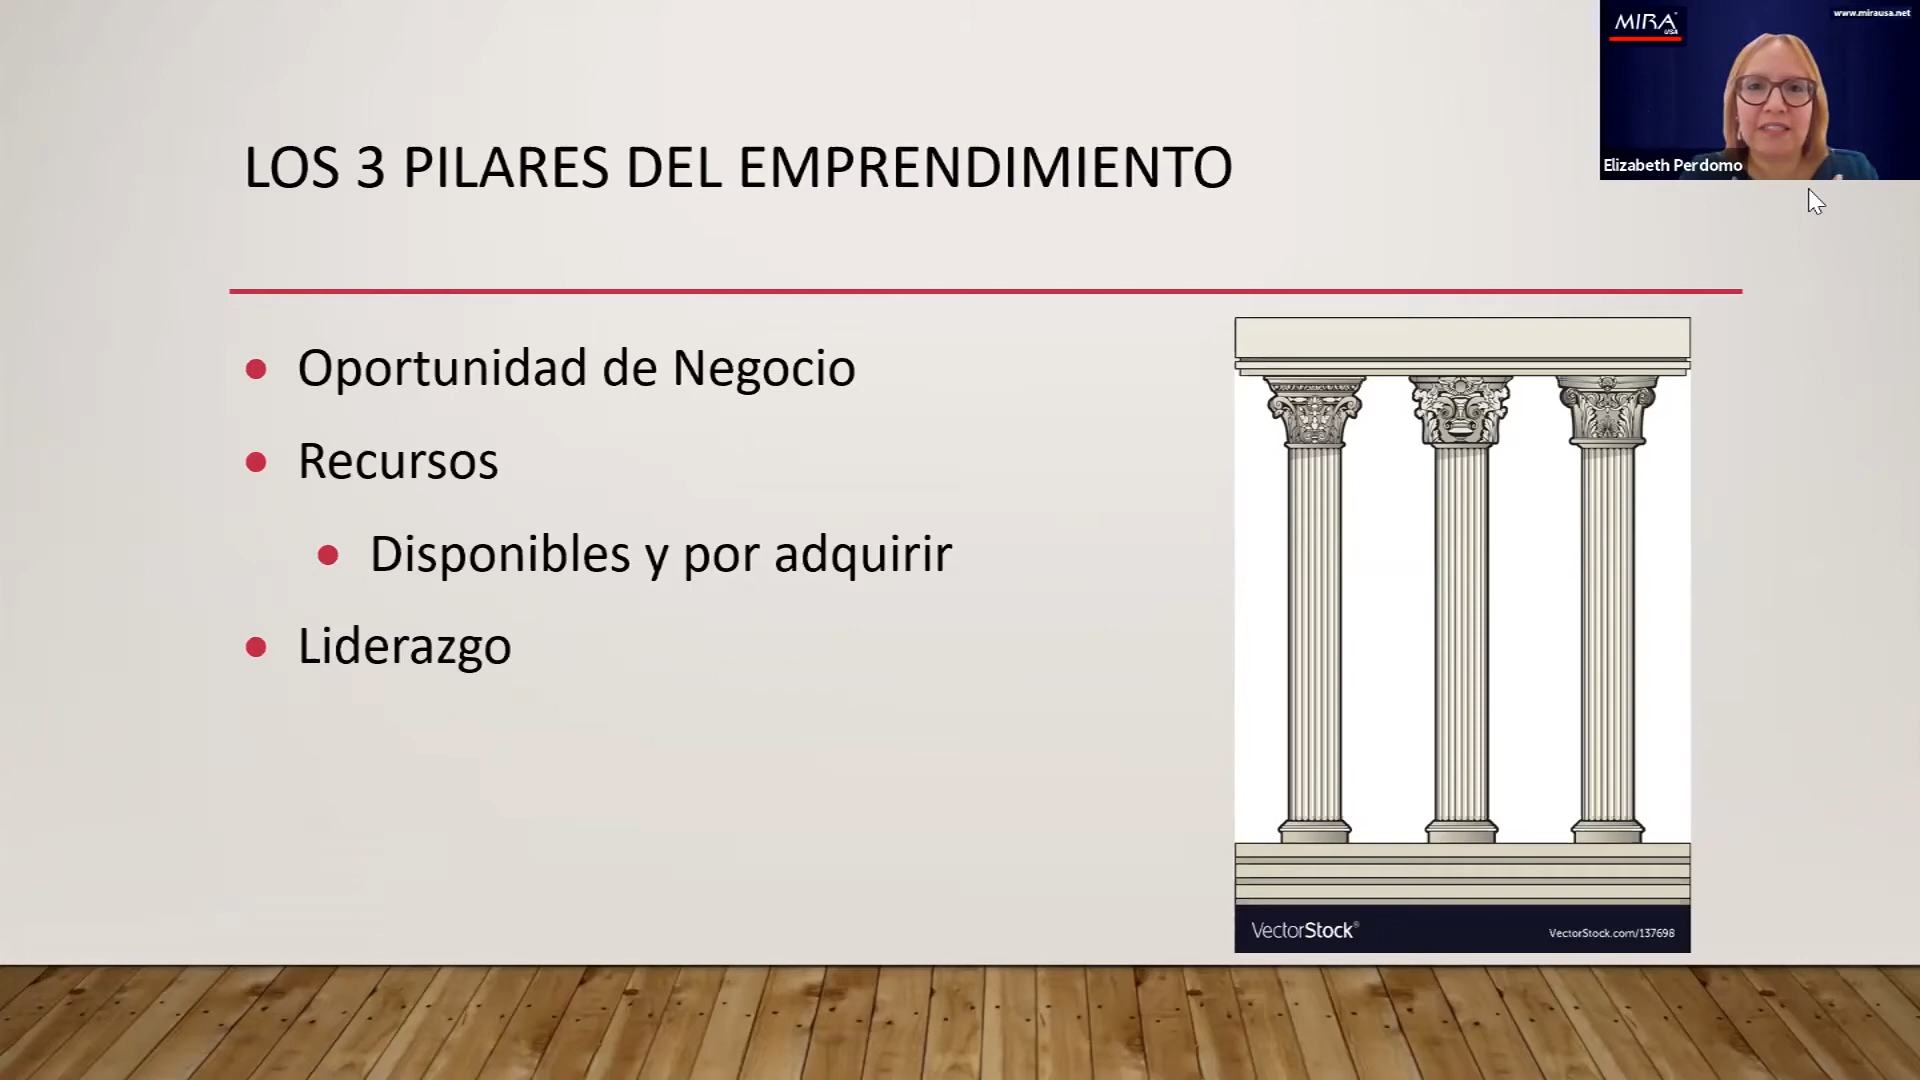 MIRA
USA
www.mirausa.net
Elizabeth Perdomo
LOS 3 PILARES DEL EMPRENDIMIENTO
• Oportunidad de Negocio
• Recursos
• Disponibles y por adquirir
• Liderazgo
VectorStock®
VectorStock.com/137698